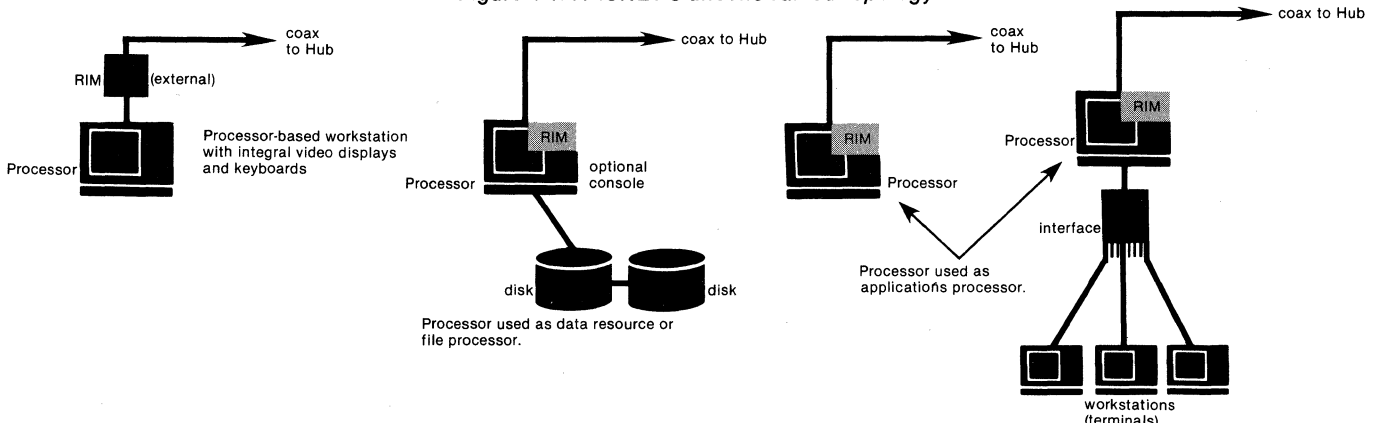 coax
to Hub
RIM
(external)
Processor
Processor-based workstation
with integral video displays
and keyboards
coax to Hub
RIM
Processor
optional
console
disk
disk
Processor used as data resource or
file processor.
coax
to Hub
RIM
Processor
coax to Hub
RIM
Processor
interface
Processor used as
applications processor.
workstations
(terminals)